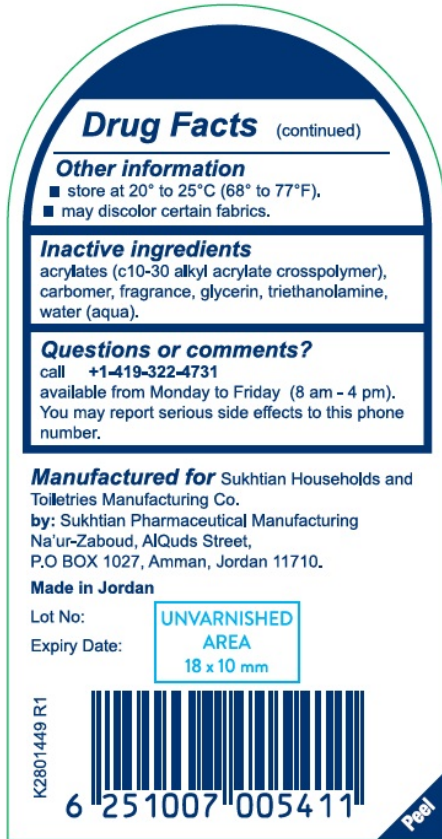 Drug Facts (continued)
Other information
■ store at 20° to 25°C (68° to 77°F).
■ may discolor certain fabrics.
Inactive ingredients
acrylates (c10-30 alkyl acrylate crosspolymer),
carbomer, fragrance, glycerin, triethanolamine,
water (aqua).
Questions or comments?
call +1-419-322-4731
available from Monday to Friday (8 am - 4 pm).
You may report serious side effects to this phone
number.
Manufactured for Sukhtian Households and
Toiletries Manufacturing Co.
by: Sukhtian Pharmaceutical Manufacturing
Na'ur-Zaboud, AlQuds Street,
P.O BOX 1027, Amman, Jordan 11710.
Made in Jordan
Lot No:
Expiry Date:
UNVARNISHED
AREA
18 x 10 mm
K2801449 R1
6 251007 005411
Peel